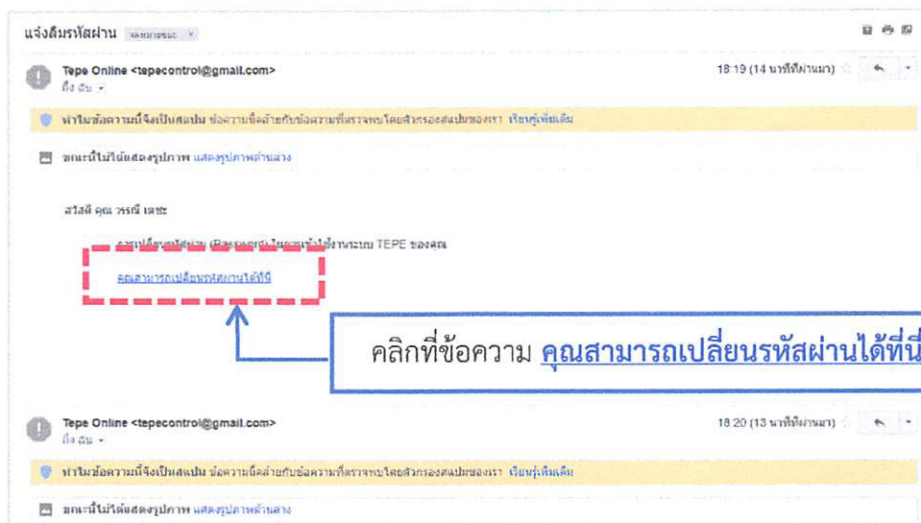 แจ้งลืมรหัสผ่าน จดหมายขยะ x
Tepe Online <tepecontrol@gmail.com> 18:19 (14 นาทีที่ผ่านมา)
ถึง ฉัน
ทำไมข้อความนี้จึงเป็นสแปม ข้อความนี้คล้ายกับข้อความที่ตรวจพบโดยตัวกรองสแปมของเรา เรียนรู้เพิ่มเติม
ขณะนี้ไม่ได้แสดงรูปภาพ แสดงรูปภาพด้านล่าง
สวัสดี คุณ วรรณี เดชะ
การเปลี่ยนรหัสผ่าน (Password) ในการเข้าใช้งานระบบ TEPE ของคุณ
คุณสามารถเปลี่ยนรหัสผ่านได้ที่นี่
คลิกที่ข้อความ คุณสามารถเปลี่ยนรหัสผ่านได้ที่นี่
Tepe Online <tepecontrol@gmail.com> 18:20 (13 นาทีที่ผ่านมา)
ถึง ฉัน
ทำไมข้อความนี้จึงเป็นสแปม ข้อความนี้คล้ายกับข้อความที่ตรวจพบโดยตัวกรองสแปมของเรา เรียนรู้เพิ่มเติม
ขณะนี้ไม่ได้แสดงรูปภาพ แสดงรูปภาพด้านล่าง